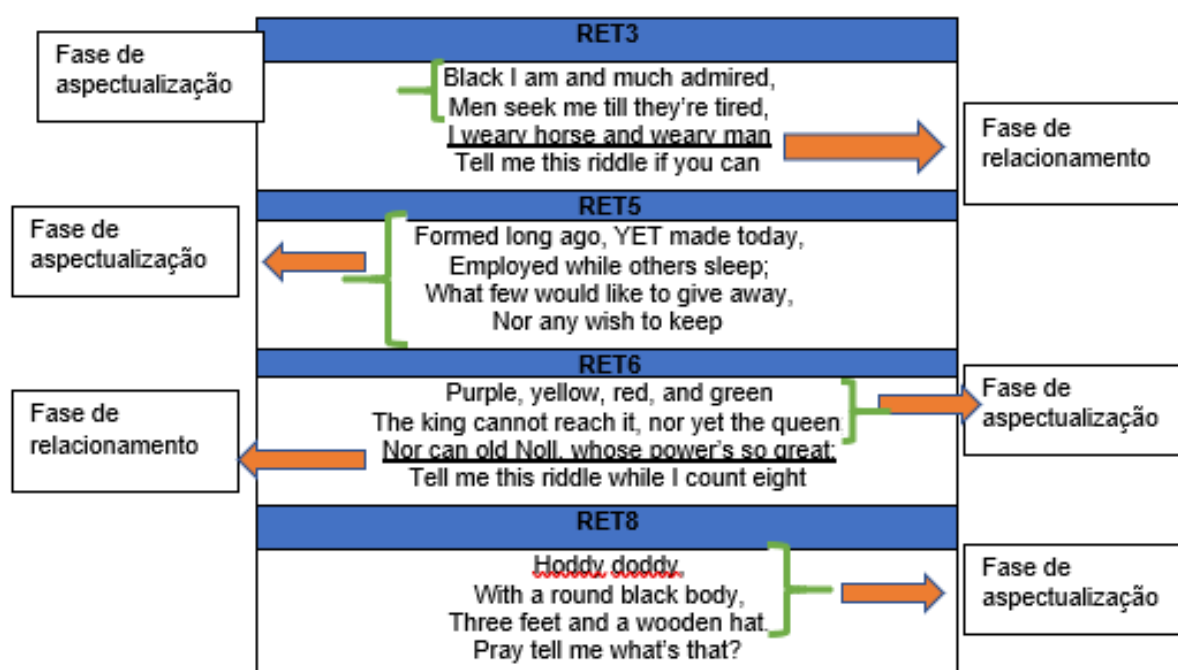 RET3
Fase de
aspectualização
Black I am and much admired,
Men seek me till they're tired,
I weary horse and weary man
Tell me this riddle if you can
Fase de
relacionamento
RET5
Fase de
aspectualização
Formed long ago, YET made today,
Employed while others sleep;
What few would like to give away,
Nor any wish to keep
RET6
Purple, yellow, red, and green
The king cannot reach it, nor yet the queen
Nor can old Noll, whose power's so great:
Tell me this riddle while I count eight
Fase de
aspectualização
Fase de
relacionamento
RET8
Hoddy doddy,
With a round black body,
Three feet and a wooden hat.
Pray tell me what's that?
Fase de
aspectualização